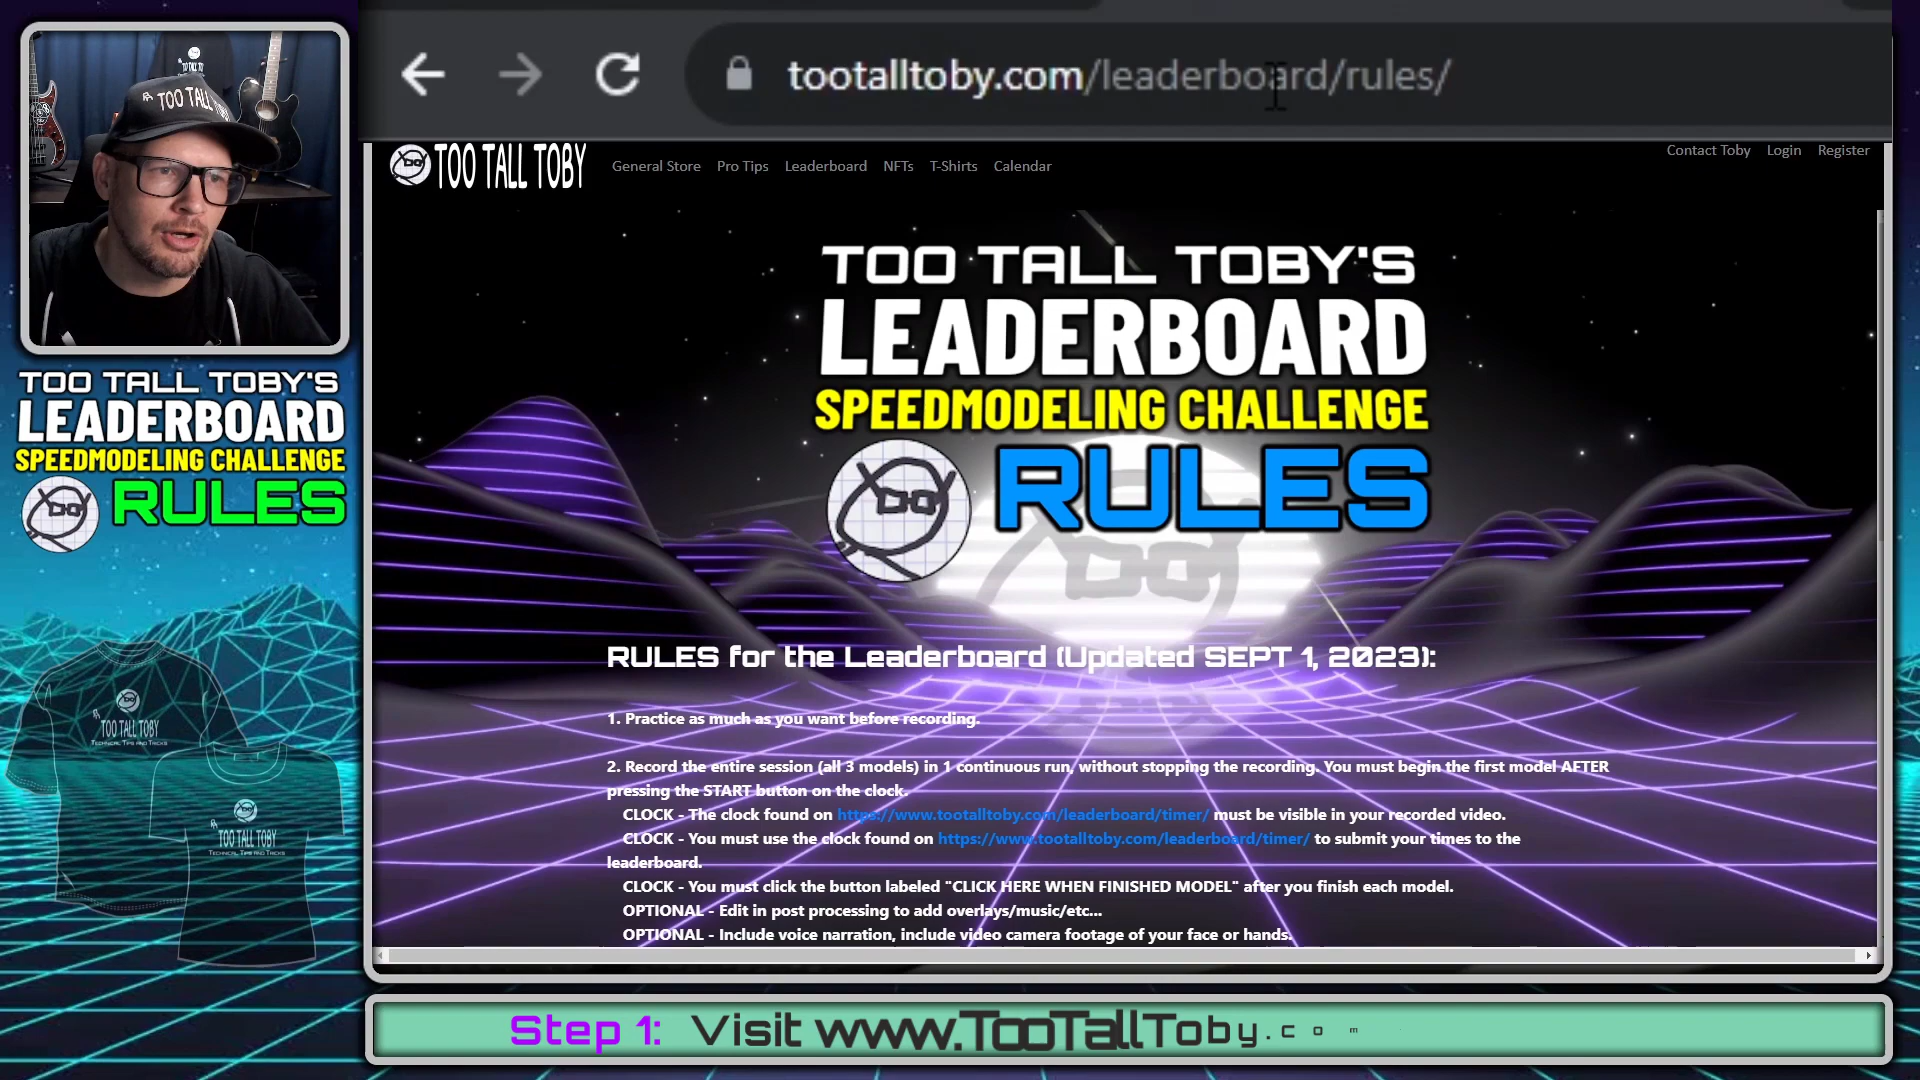 tootalltoby.com/leaderboard/rules/
TOO TALL TOBY
General Store Pro Tips Leaderboard NFTs T-Shirts Calendar
Contact Toby Login Register
TOO TALL
TOO TALL TOBY'S
LEADERBOARD
SPEEDMODELING CHALLENGE
RULES
TOO TALL TOBY'S
LEADERBOARD
SPEEDMODELING CHALLENGE
RULES
RULES for the Leaderboard (Updated SEPT 1, 2023):
1. Practice as much as you want before recording.
2. Record the entire session (all 3 models) in 1 continuous run, without stopping the recording. You must begin the first model AFTER
pressing the START button on the clock.
CLOCK - The clock found on https://www.tootalltoby.com/leaderboard/timer/ must be visible in your recorded video.
CLOCK - You must use the clock found on https://www.tootalltoby.com/leaderboard/timer/ to submit your times to the
leaderboard.
CLOCK - You must click the button labeled "CLICK HERE WHEN FINISHED MODEL" after you finish each model.
OPTIONAL - Edit in post processing to add overlays/music/etc...
OPTIONAL - Include voice narration, include video camera footage of your face or hands.
TOO TALL TOBY
TECHNICAL TIPS AND TRICKS
TOO TALL TOBY
TECHNICAL TIPS AND TRICKS
Step 1: Visit www.TooTallToby.com